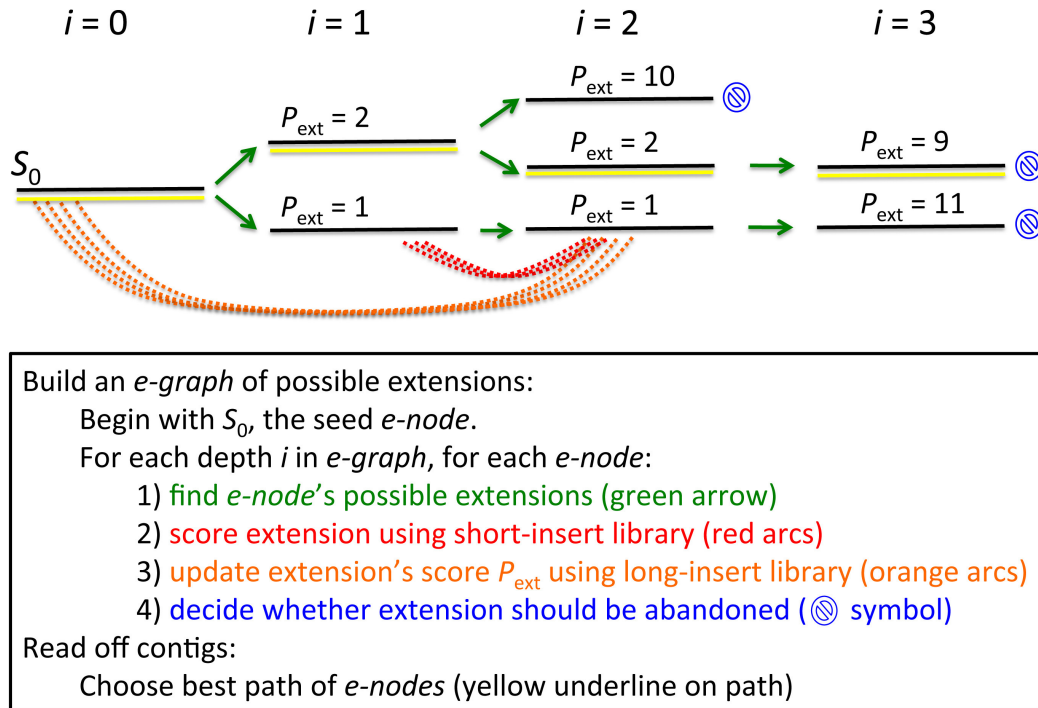 i = 0 i = 1 i = 2 i = 3
P_ext = 10
P_ext = 2 P_ext = 2 P_ext = 9
S_0
P_ext = 1 P_ext = 1 P_ext = 11
Build an e-graph of possible extensions:
Begin with S_0, the seed e-node.
For each depth i in e-graph, for each e-node:
1) find e-node's possible extensions (green arrow)
2) score extension using short-insert library (red arcs)
3) update extension's score P_ext using long-insert library (orange arcs)
4) decide whether extension should be abandoned ( symbol)
Read off contigs:
Choose best path of e-nodes (yellow underline on path)